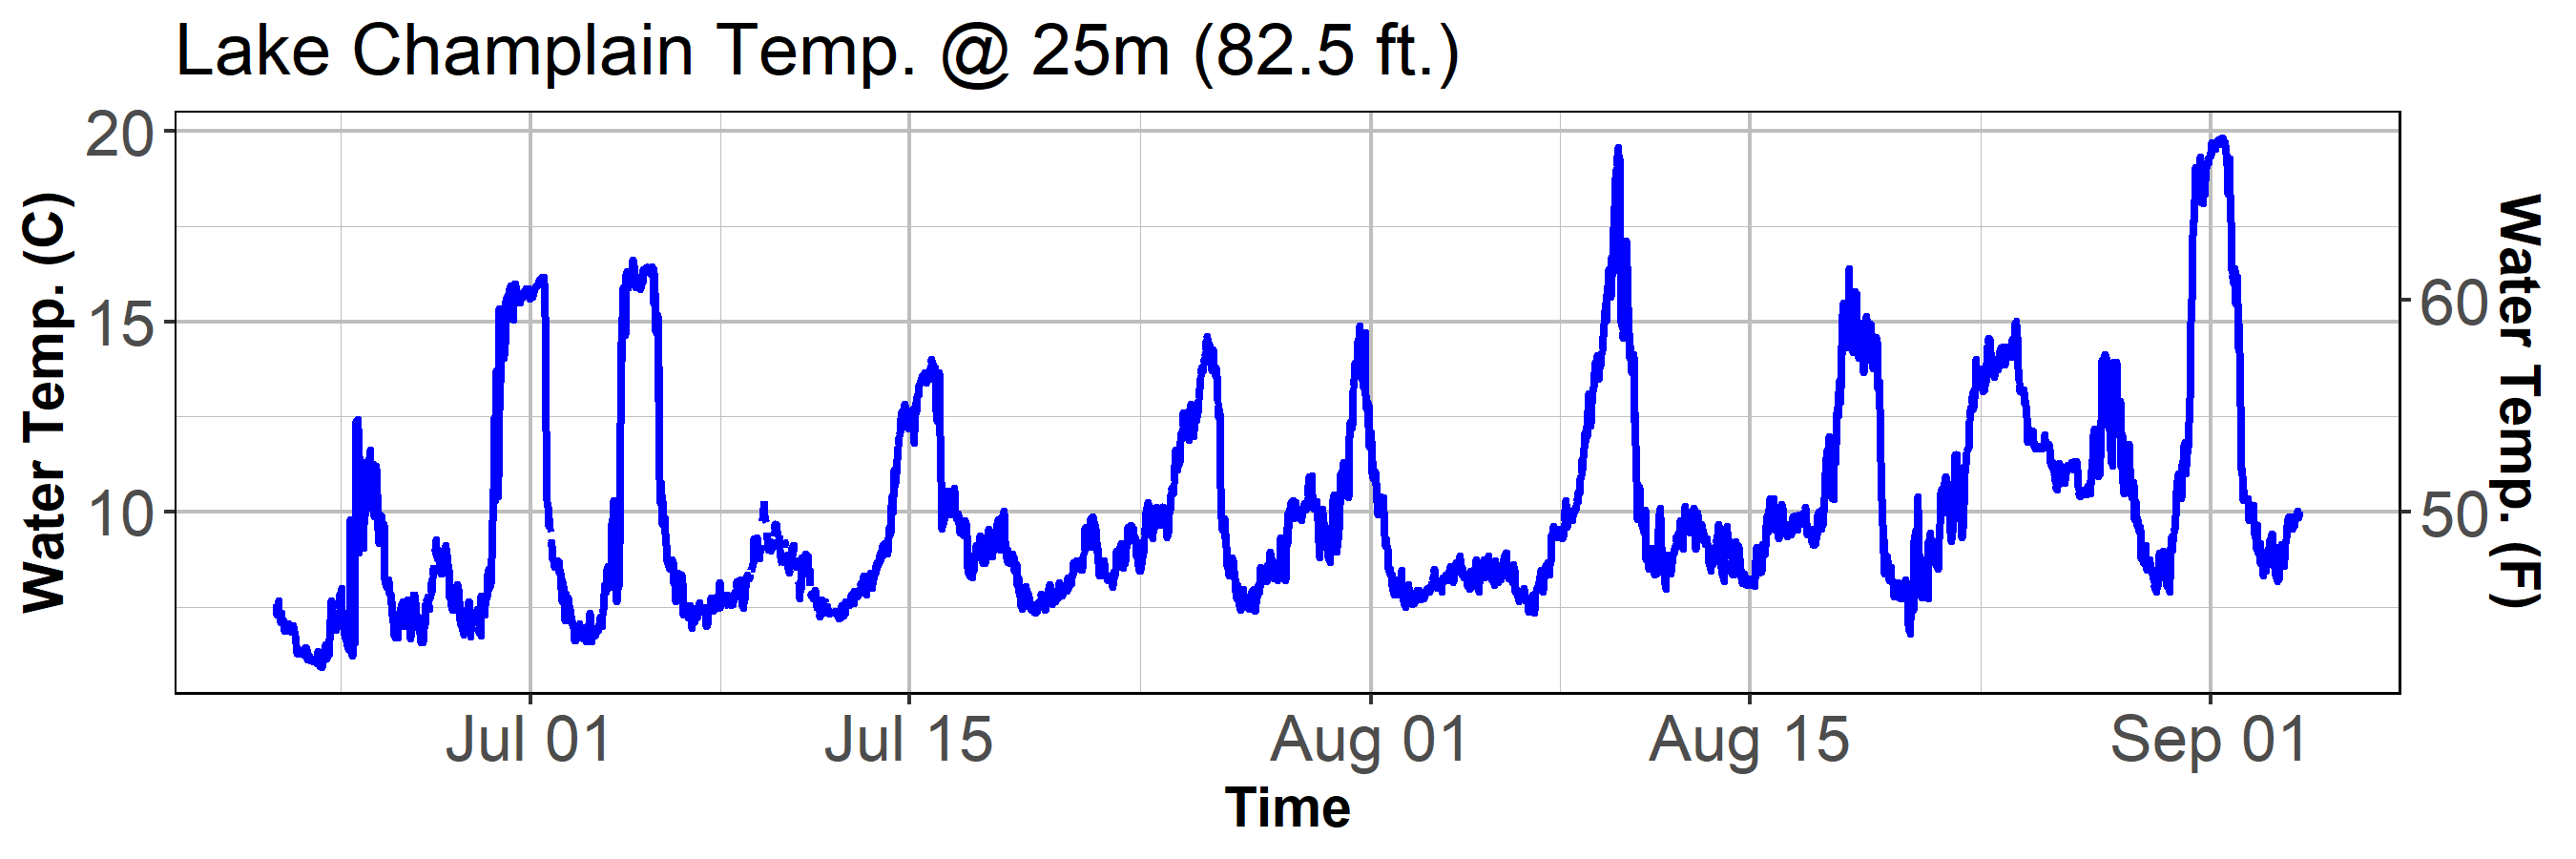 Lake Champlain Temp. @ 25m (82.5 ft.)
20
15
10
Water Temp. (C)
60
50
Water Temp. (F)
Jul 01 Jul 15 Aug 01 Aug 15 Sep 01
Time